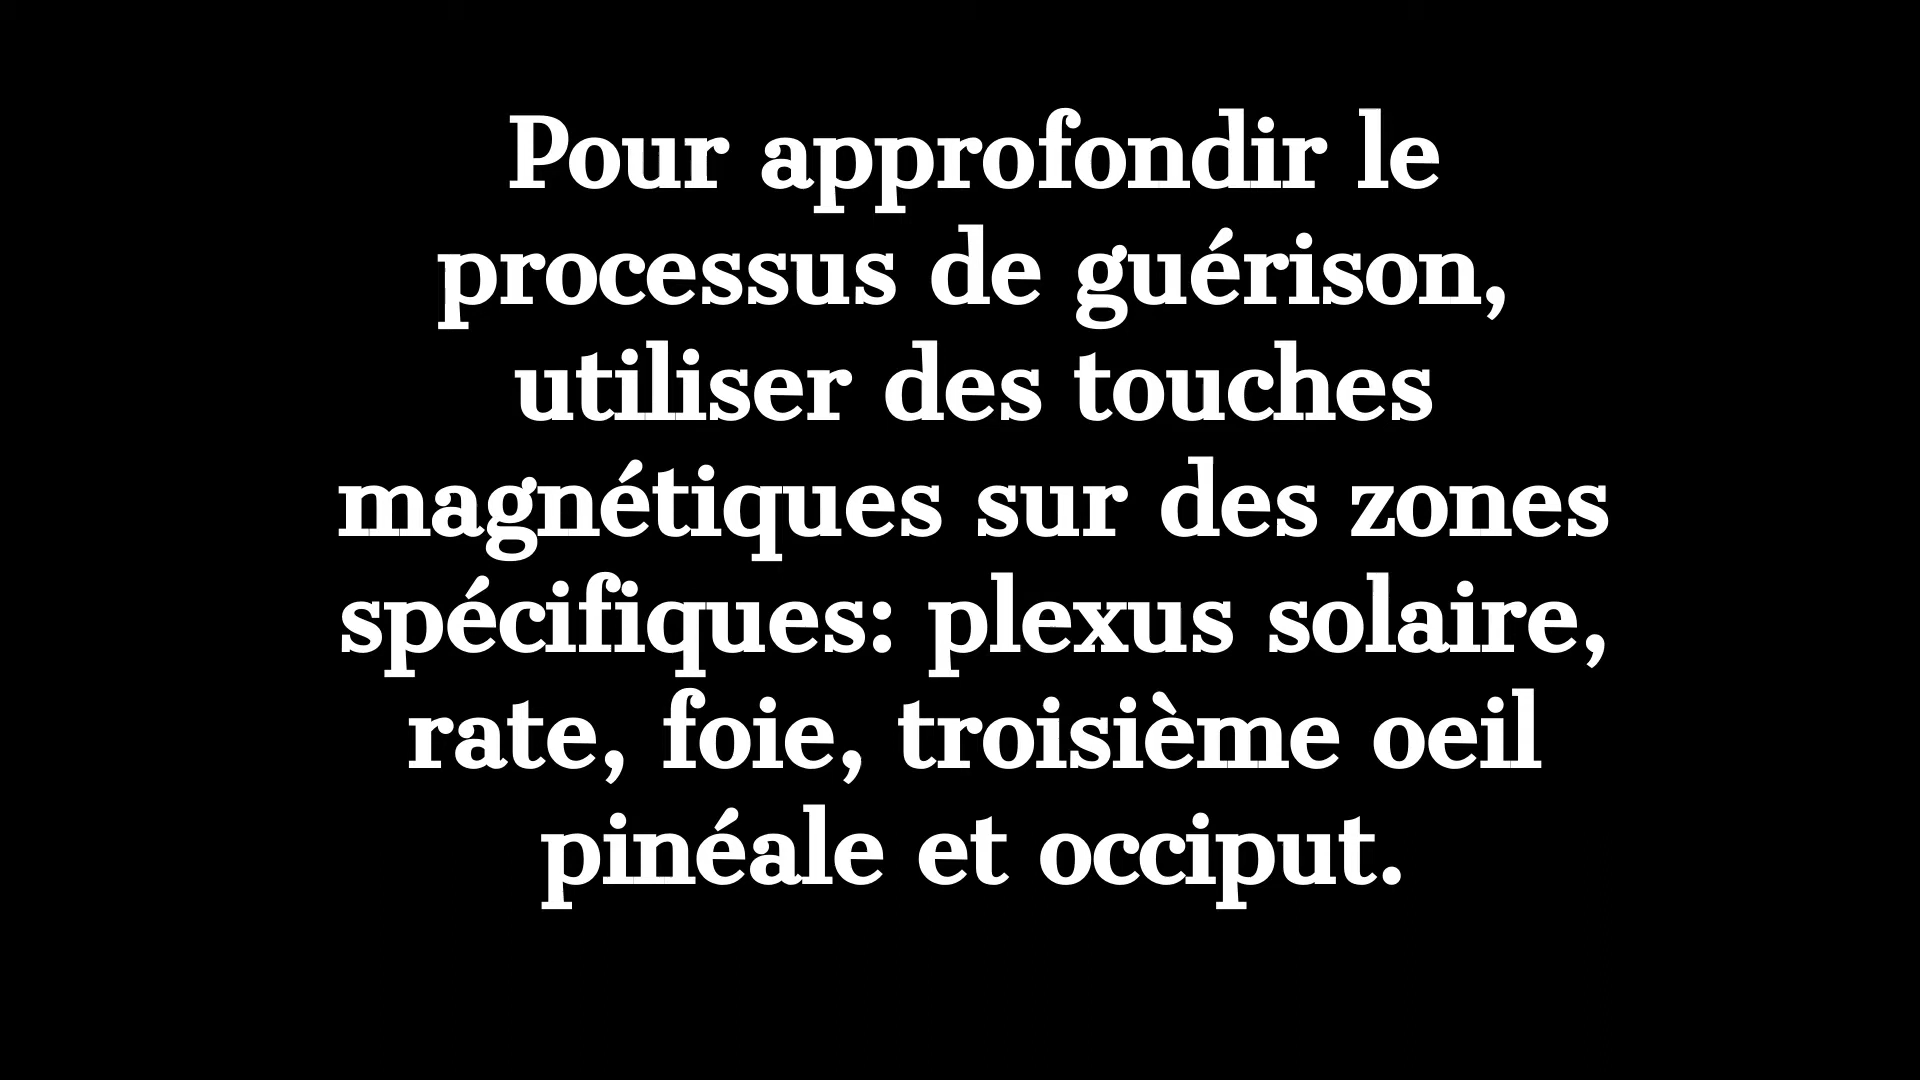 Pour approfondir le
processus de guérison,
utiliser des touches
magnétiques sur des zones
spécifiques: plexus solaire,
rate, foie, troisième oeil
pinéale et occiput.